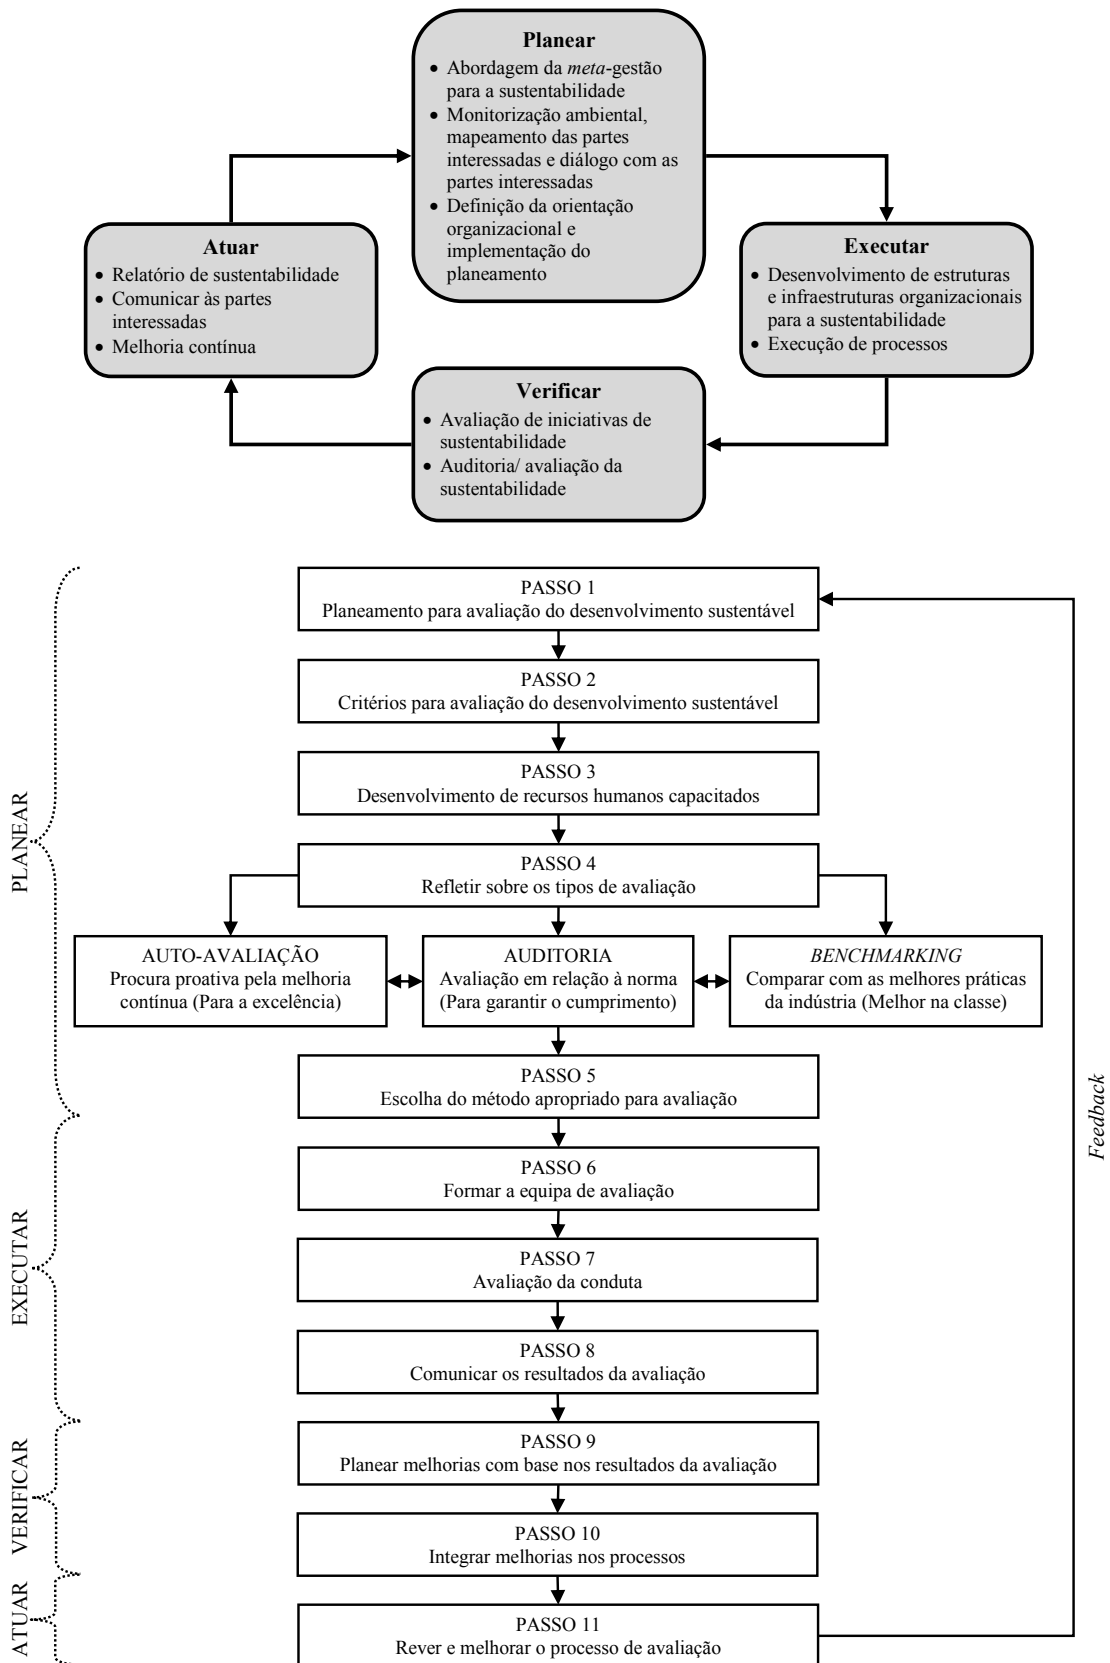 Planear
• Abordagem da meta-gestão
para a sustentabilidade
• Monitorização ambiental,
mapeamento das partes
interessadas e diálogo com as
partes interessadas
• Definição da orientação
organizacional e
implementação do
planeamento
Atuar
• Relatório de sustentabilidade
• Comunicar às partes
interessadas
• Melhoria contínua
Executar
• Desenvolvimento de estruturas
e infraestruturas organizacionais
para a sustentabilidade
• Execução de processos
Verificar
• Avaliação de iniciativas de
sustentabilidade
• Auditoria/ avaliação da
sustentabilidade
PLANEAR
PASSO 1
Planeamento para avaliação do desenvolvimento sustentável
PASSO 2
Critérios para avaliação do desenvolvimento sustentável
PASSO 3
Desenvolvimento de recursos humanos capacitados
PASSO 4
Refletir sobre os tipos de avaliação
AUTO-AVALIAÇÃO
Procura proativa pela melhoria
contínua (Para a excelência)
AUDITORIA
Avaliação em relação à norma
(Para garantir o cumprimento)
BENCHMARKING
Comparar com as melhores práticas
da indústria (Melhor na classe)
PASSO 5
Escolha do método apropriado para avaliação
EXECUTAR
PASSO 6
Formar a equipa de avaliação
PASSO 7
Avaliação da conduta
PASSO 8
Comunicar os resultados da avaliação
VERIFICAR
PASSO 9
Planear melhorias com base nos resultados da avaliação
PASSO 10
Integrar melhorias nos processos
ATUAR
PASSO 11
Rever e melhorar o processo de avaliação
Feedback